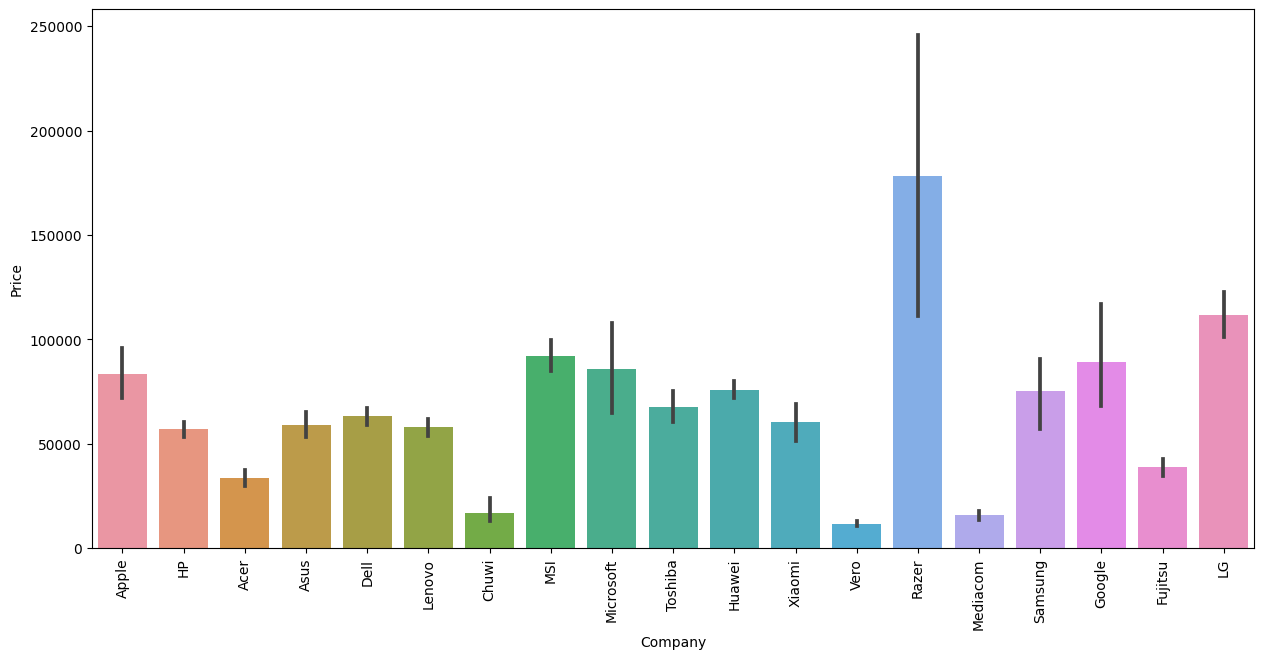 250000
200000
150000
100000
50000
0
Price
Apple
HP
Acer
Asus
Dell
Lenovo
Chuwi
MSI
Microsoft
Toshiba
Huawei
Xiaomi
Vero
Razer
Mediacom
Samsung
Google
Fujitsu
LG
Company